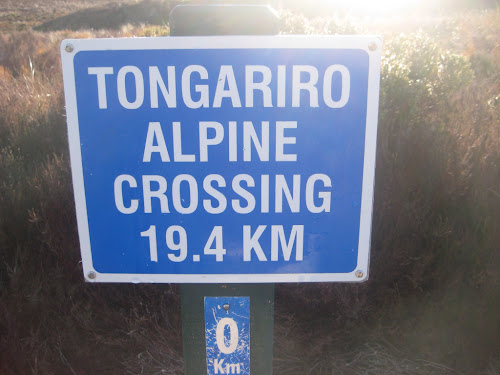 TONGARIRO
ALPINE
CROSSING
19.4 KM
0
Km